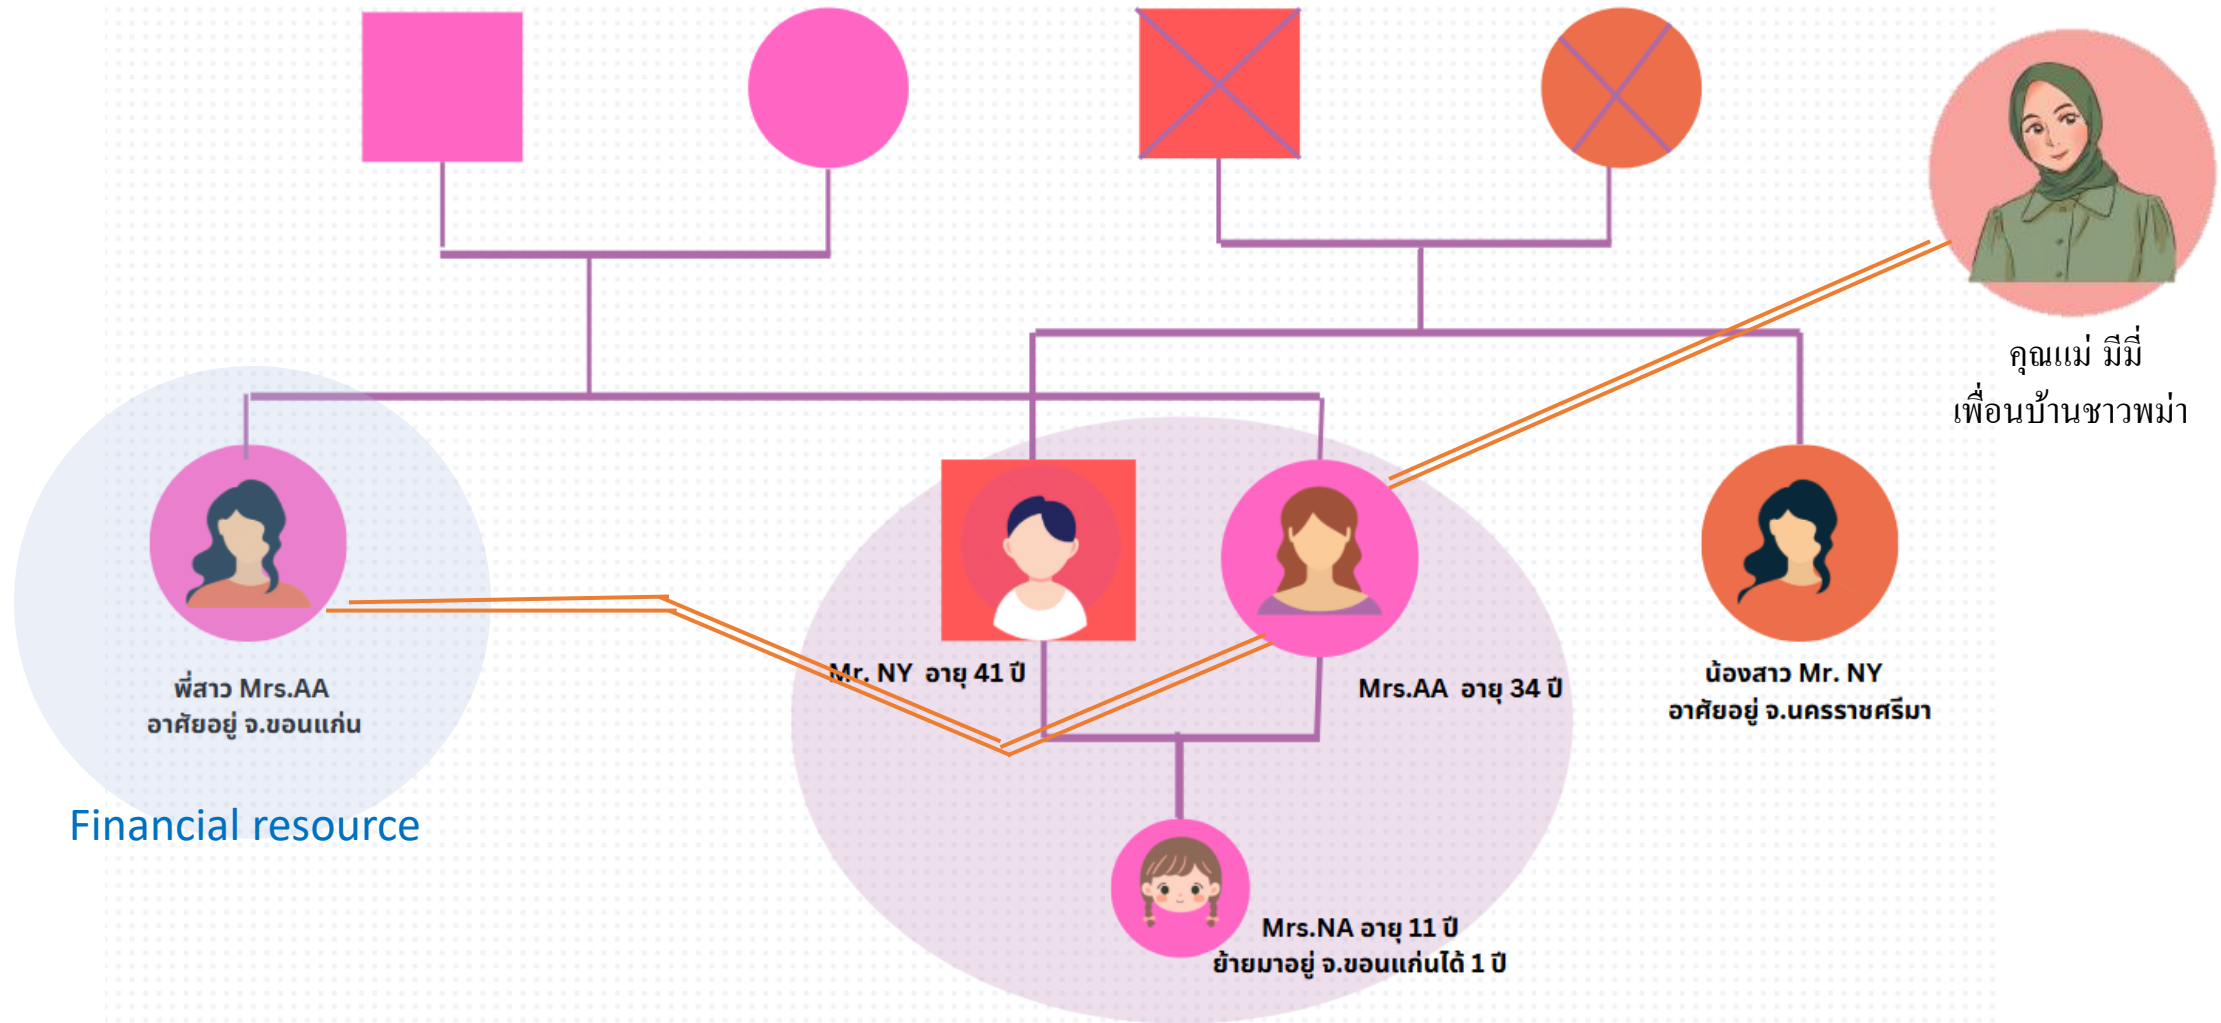 คุณแม่ มีมี่
เพื่อนบ้านชาวพม่า
พี่สาว Mrs.AA
อาศัยอยู่ จ.ขอนแก่น
Financial resource
Mr. NY อายุ 41 ปี
Mrs.AA อายุ 34 ปี
น้องสาว Mr. NY
อาศัยอยู่ จ.นครราชศรีมา
Mrs.NA อายุ 11 ปี
ย้ายมาอยู่ จ.ขอนแก่นได้ 1 ปี